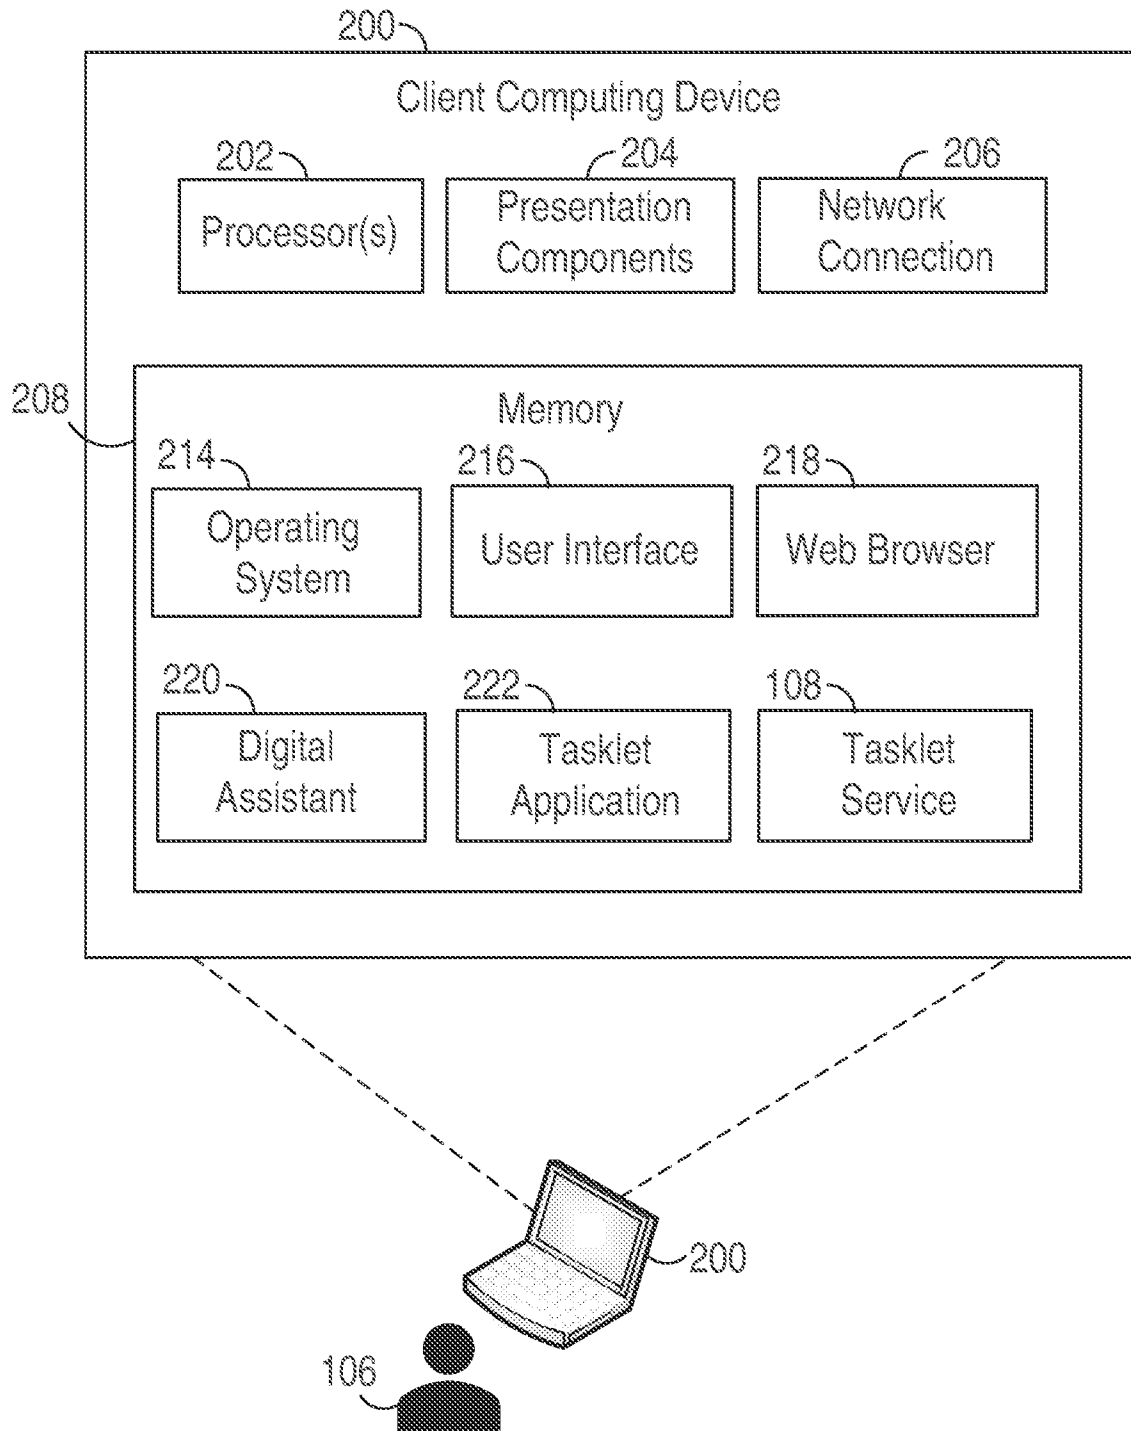 200
Client Computing Device
202
204
206
Processor(s)
Presentation
Components
Network
Connection
208
Memory
214
216
218
Operating
System
User Interface
Web Browser
220
222
108
Digital
Assistant
Tasklet
Application
Tasklet
Service
200
106